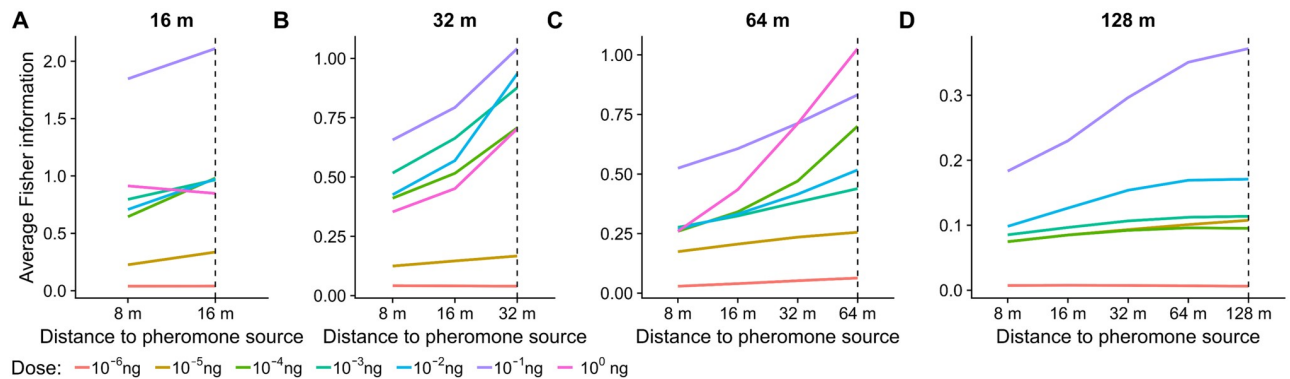 A 16 m B 32 m C 64 m D 128 m
Average Fisher information
2.0
1.5
1.0
0.5
0.0
8 m 16 m
Distance to pheromone source
1.00
0.75
0.50
0.25
0.00
8 m 16 m 32 m
Distance to pheromone source
1.00
0.75
0.50
0.25
0.00
8 m 16 m 32 m 64 m
Distance to pheromone source
0.3
0.2
0.1
0.0
8 m 16 m 32 m 64 m 128 m
Distance to pheromone source
Dose: 10⁻⁶ng 10⁻⁵ng 10⁻⁴ng 10⁻³ng 10⁻²ng 10⁻¹ng 10⁰ ng